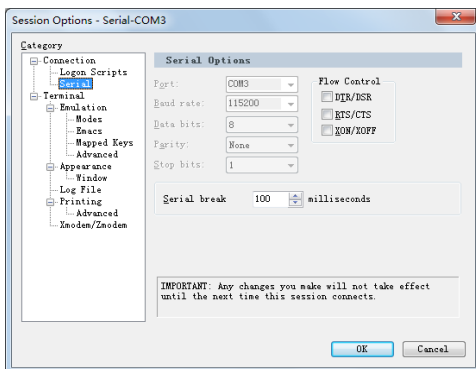 Session Options - Serial-COM3
Category
Connection
Logon Scripts
Serial
Terminal
Emulation
Modes
Emacs
Mapped Keys
Advanced
Appearance
Window
Log File
Printing
Advanced
Xmodem/Zmodem
Serial Options
Port: COM3
Baud rate: 115200
Data bits: 8
Parity: None
Stop bits: 1
Flow Control
DTR/DSR
RTS/CTS
XON/XOFF
Serial break 100 milliseconds
IMPORTANT: Any changes you make will not take effect
until the next time this session connects.
OK Cancel